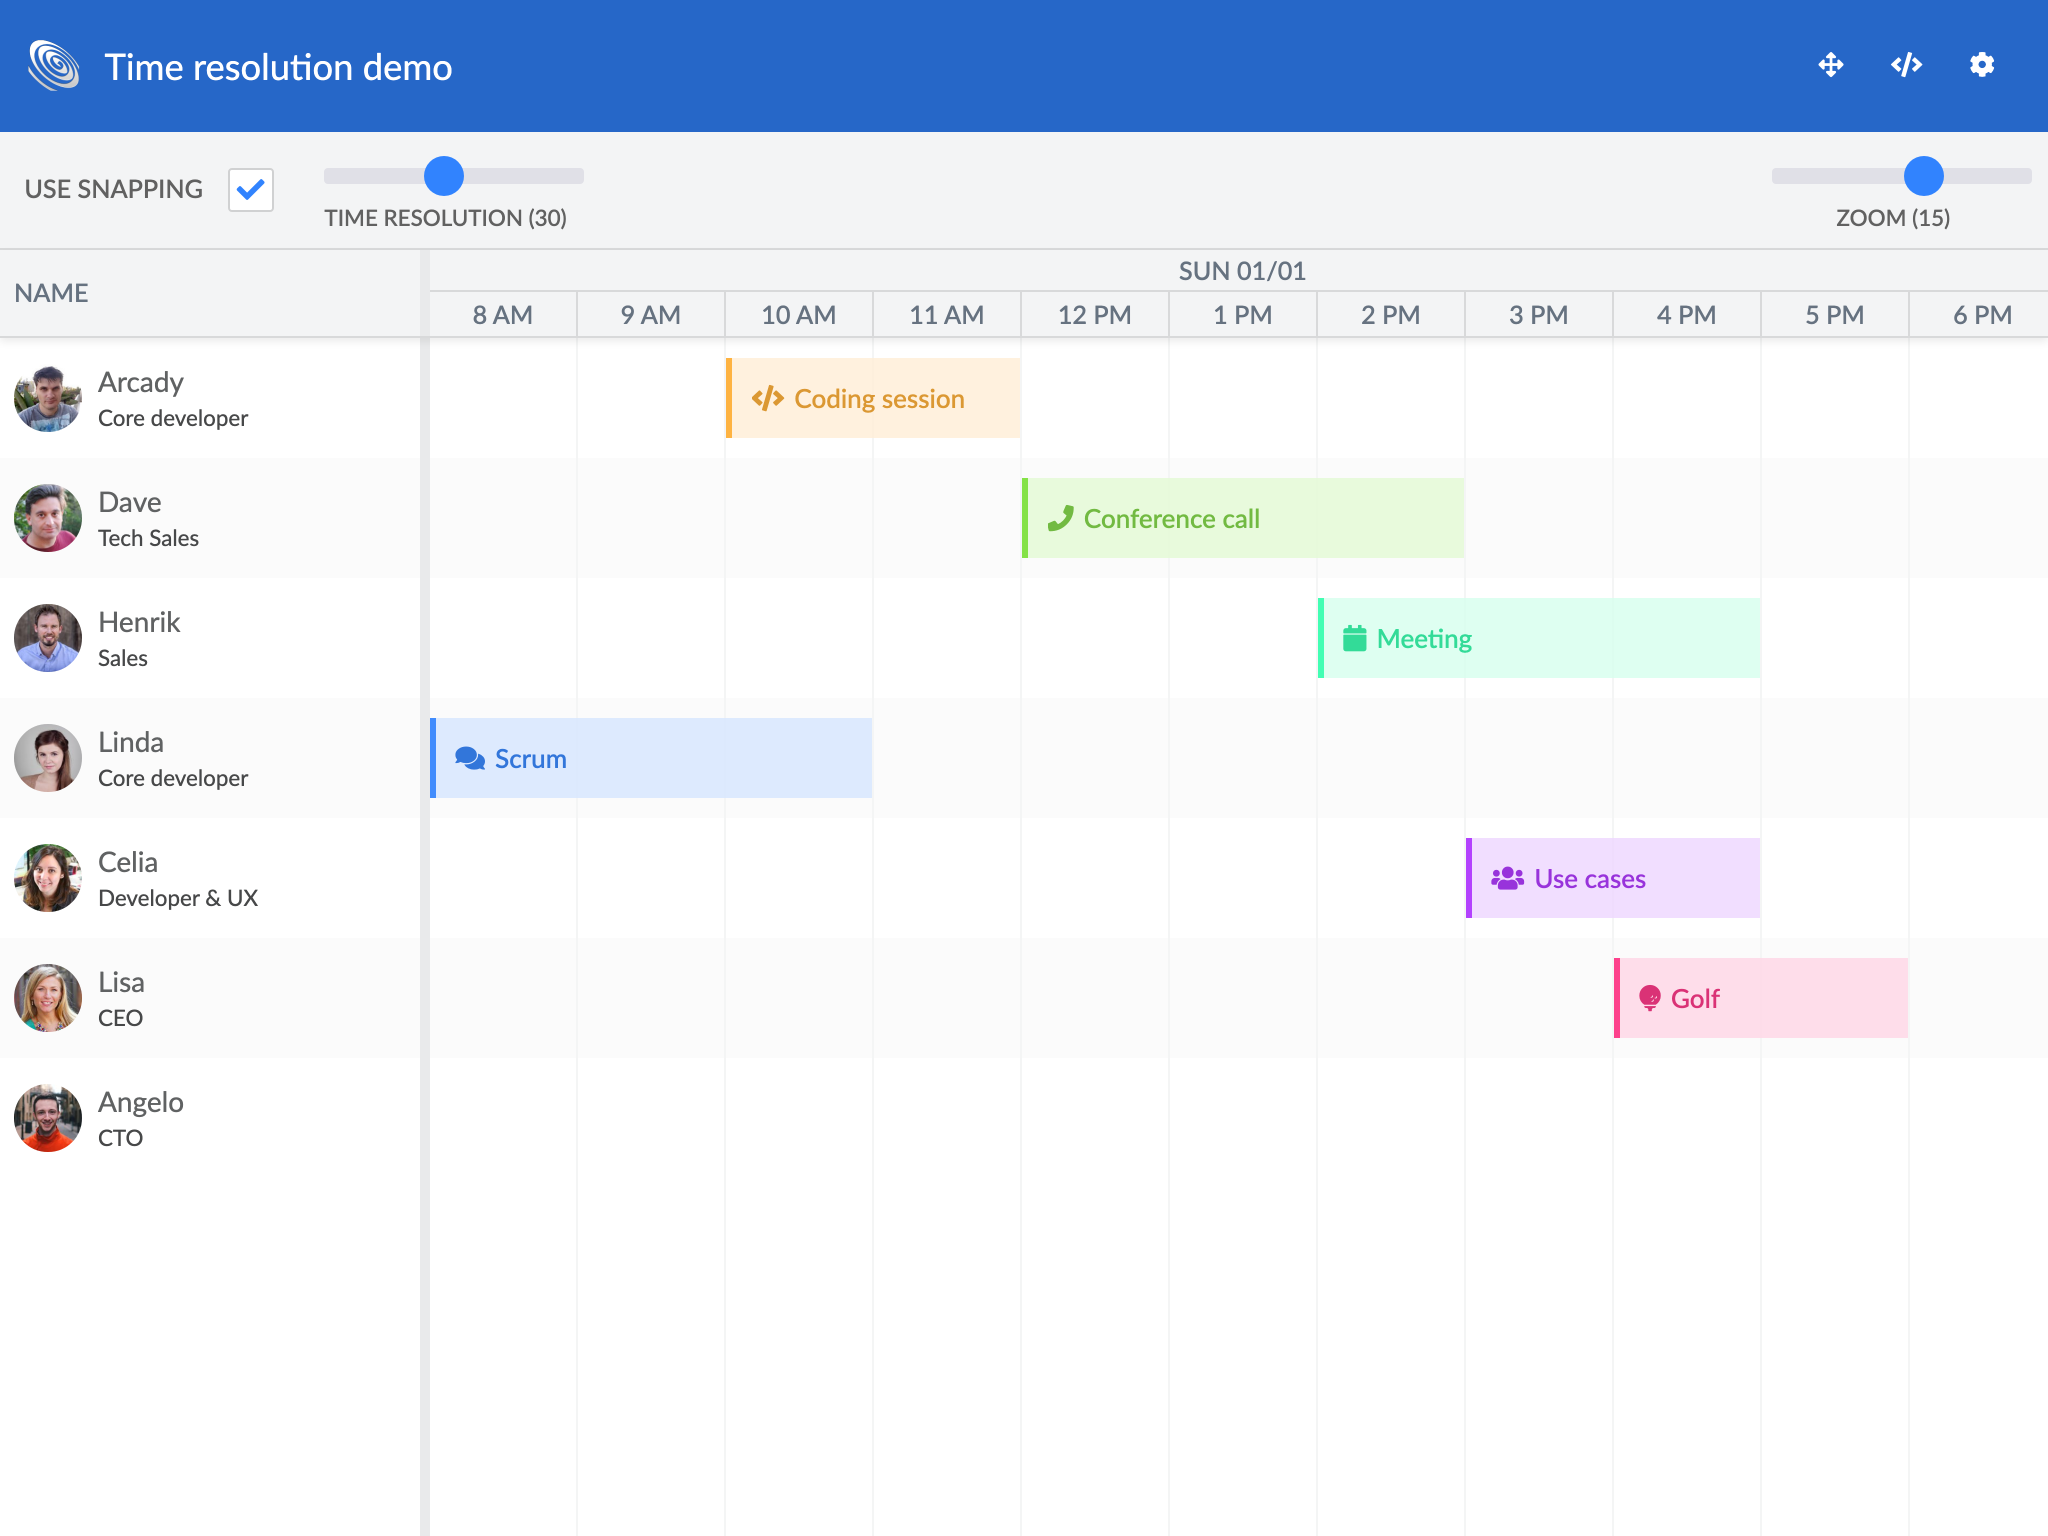 Time resolution demo
USE SNAPPING
TIME RESOLUTION (30)
ZOOM (15)
NAME
SUN 01/01
8 AM 9 AM 10 AM 11 AM 12 PM 1 PM 2 PM 3 PM 4 PM 5 PM 6 PM
Arcady
Core developer
Coding session
Dave
Tech Sales
Conference call
Henrik
Sales
Meeting
Linda
Core developer
Scrum
Celia
Developer & UX
Use cases
Lisa
CEO
Golf
Angelo
CTO